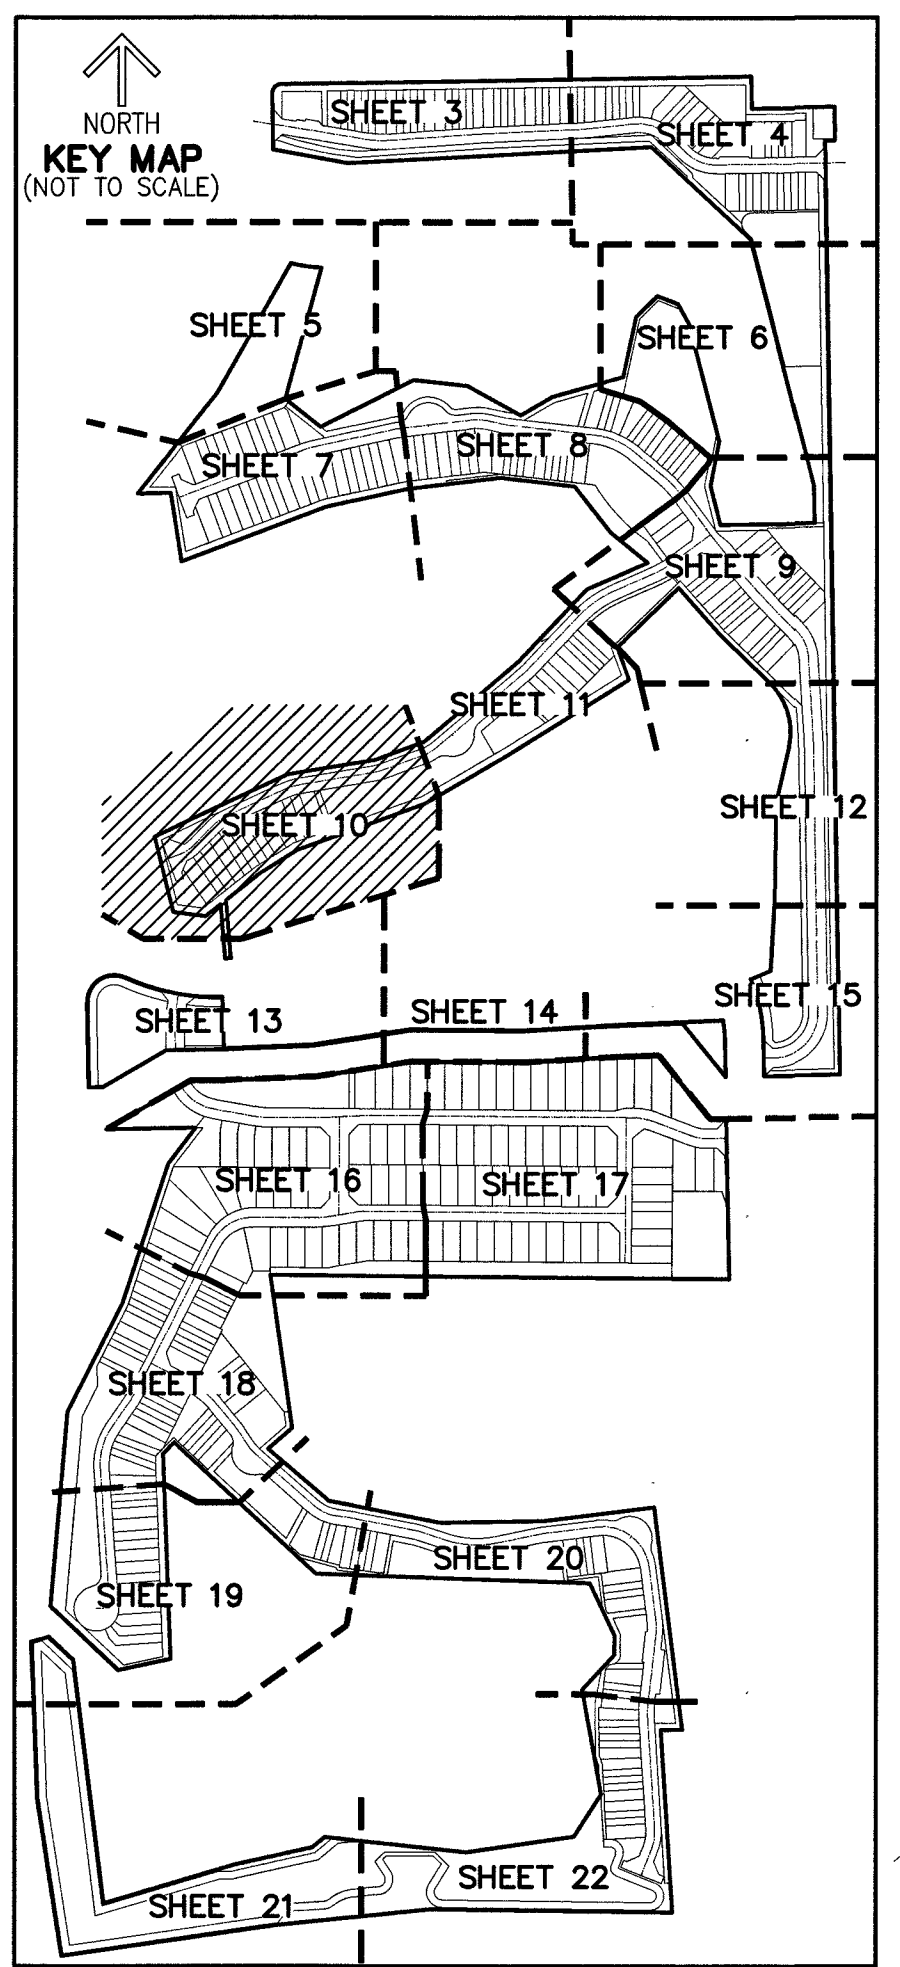 NORTH
KEY MAP
(NOT TO SCALE)
SHEET 3
SHEET 4
SHEET 5
SHEET 6
SHEET 7
SHEET 8
SHEET 9
SHEET 11
SHEET 10
SHEET 12
SHEET 13
SHEET 14
SHEET 15
SHEET 16
SHEET 17
SHEET 18
SHEET 19
SHEET 20
SHEET 21
SHEET 22